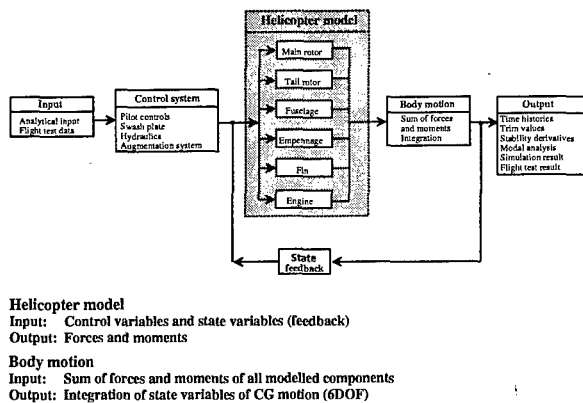 Helicopter model
Main rotor
Tail rotor
Fuselage
Empennage
Fin
Engine
Input
Analytical input
Flight test data
Control system
Pilot controls
Swash plate
Hydraulics
Augmentation system
Body motion
Sum of forces
and moments
Integration
Output
Time histories
Trim values
Stability derivatives
Modal analysis
Simulation result
Flight test result
State
feedback
Helicopter model
Input: Control variables and state variables (feedback)
Output: Forces and moments
Body motion
Input: Sum of forces and moments of all modelled components
Output: Integration of state variables of CG motion (6DOF)